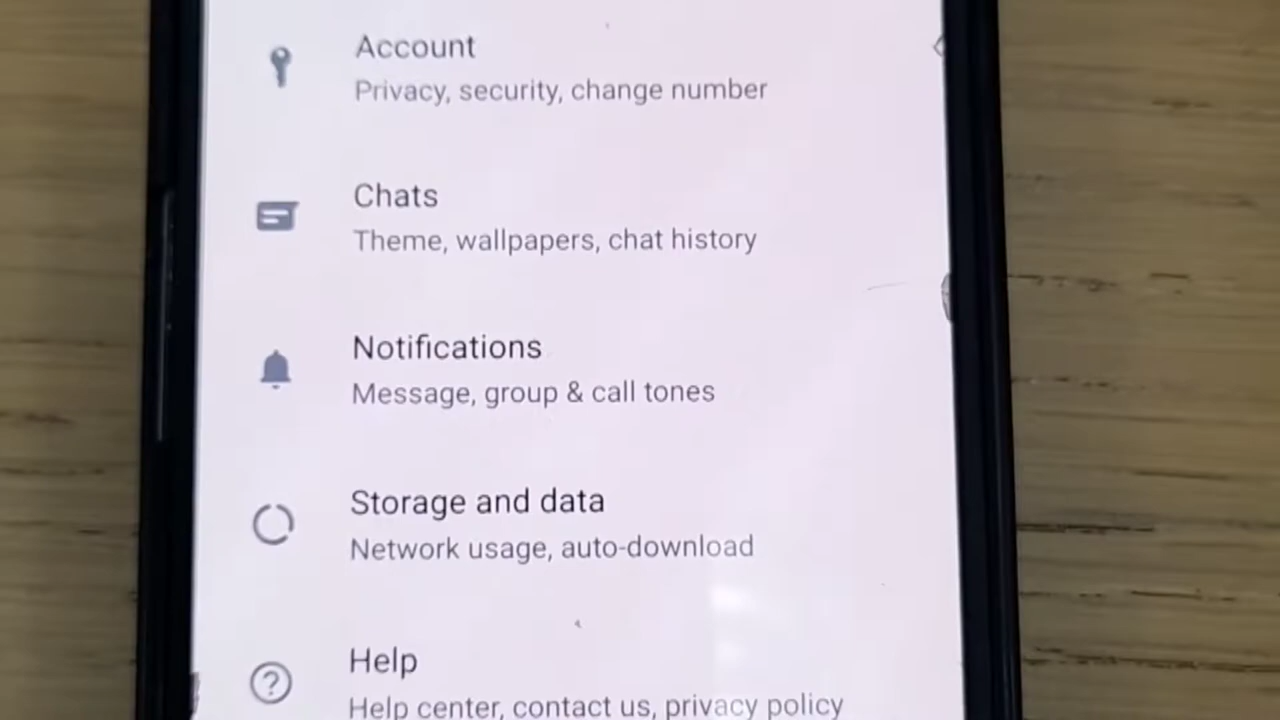 Account
Privacy, security, change number
Chats
Theme, wallpapers, chat history
Notifications
Message, group & call tones
Storage and data
Network usage, auto-download
Help
Help center, contact us, privacy policy